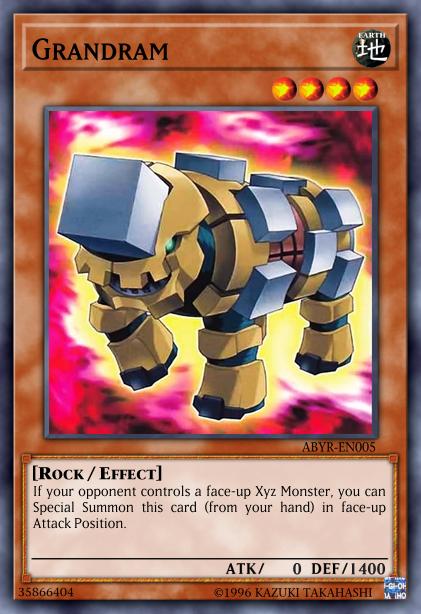 GRANDRAM
EARTH
地
ABYR-EN005
[ROCK / EFFECT]
If your opponent controls a face-up Xyz Monster, you can
Special Summon this card (from your hand) in face-up
Attack Position.
ATK/ 0 DEF/1400
35866404
©1996 KAZUKI TAKAHASHI